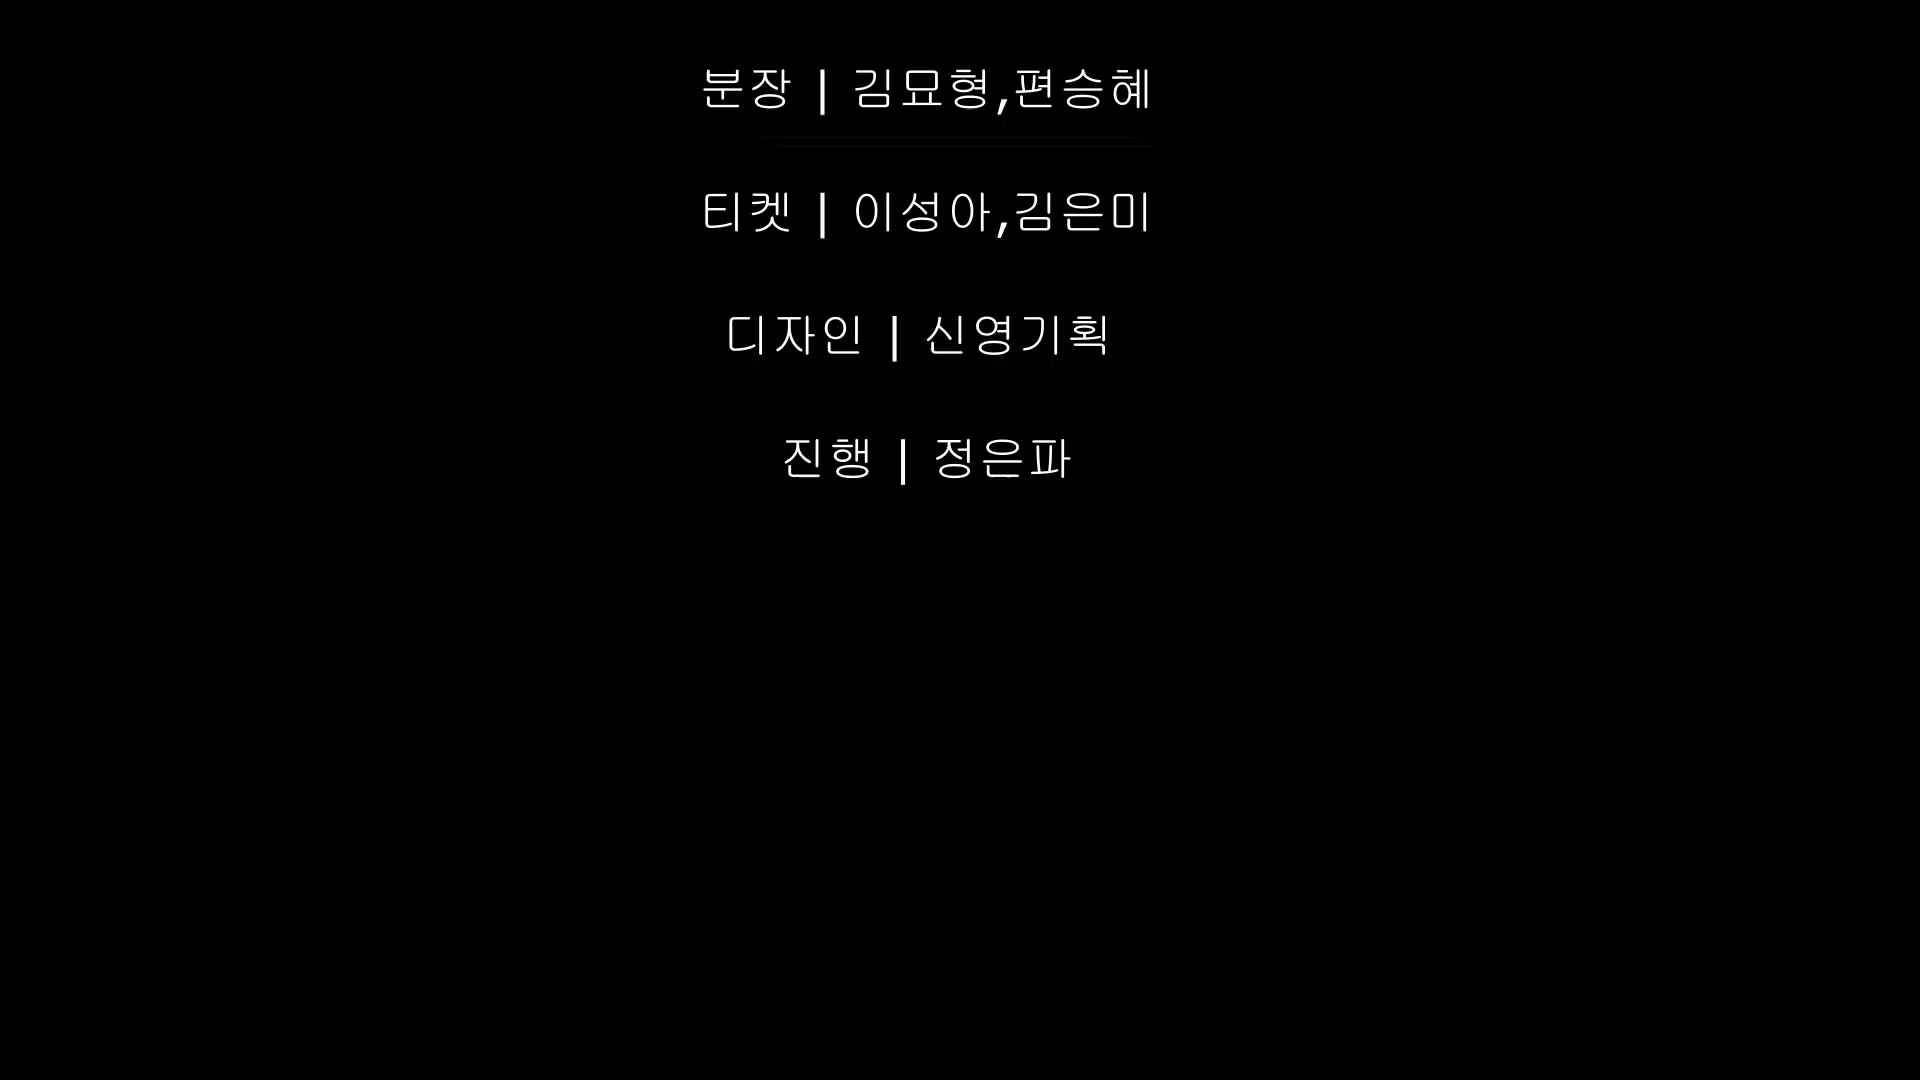 분장 | 김묘형,편승혜
티켓 | 이성아,김은미
디자인 | 신영기획
진행 | 정은파